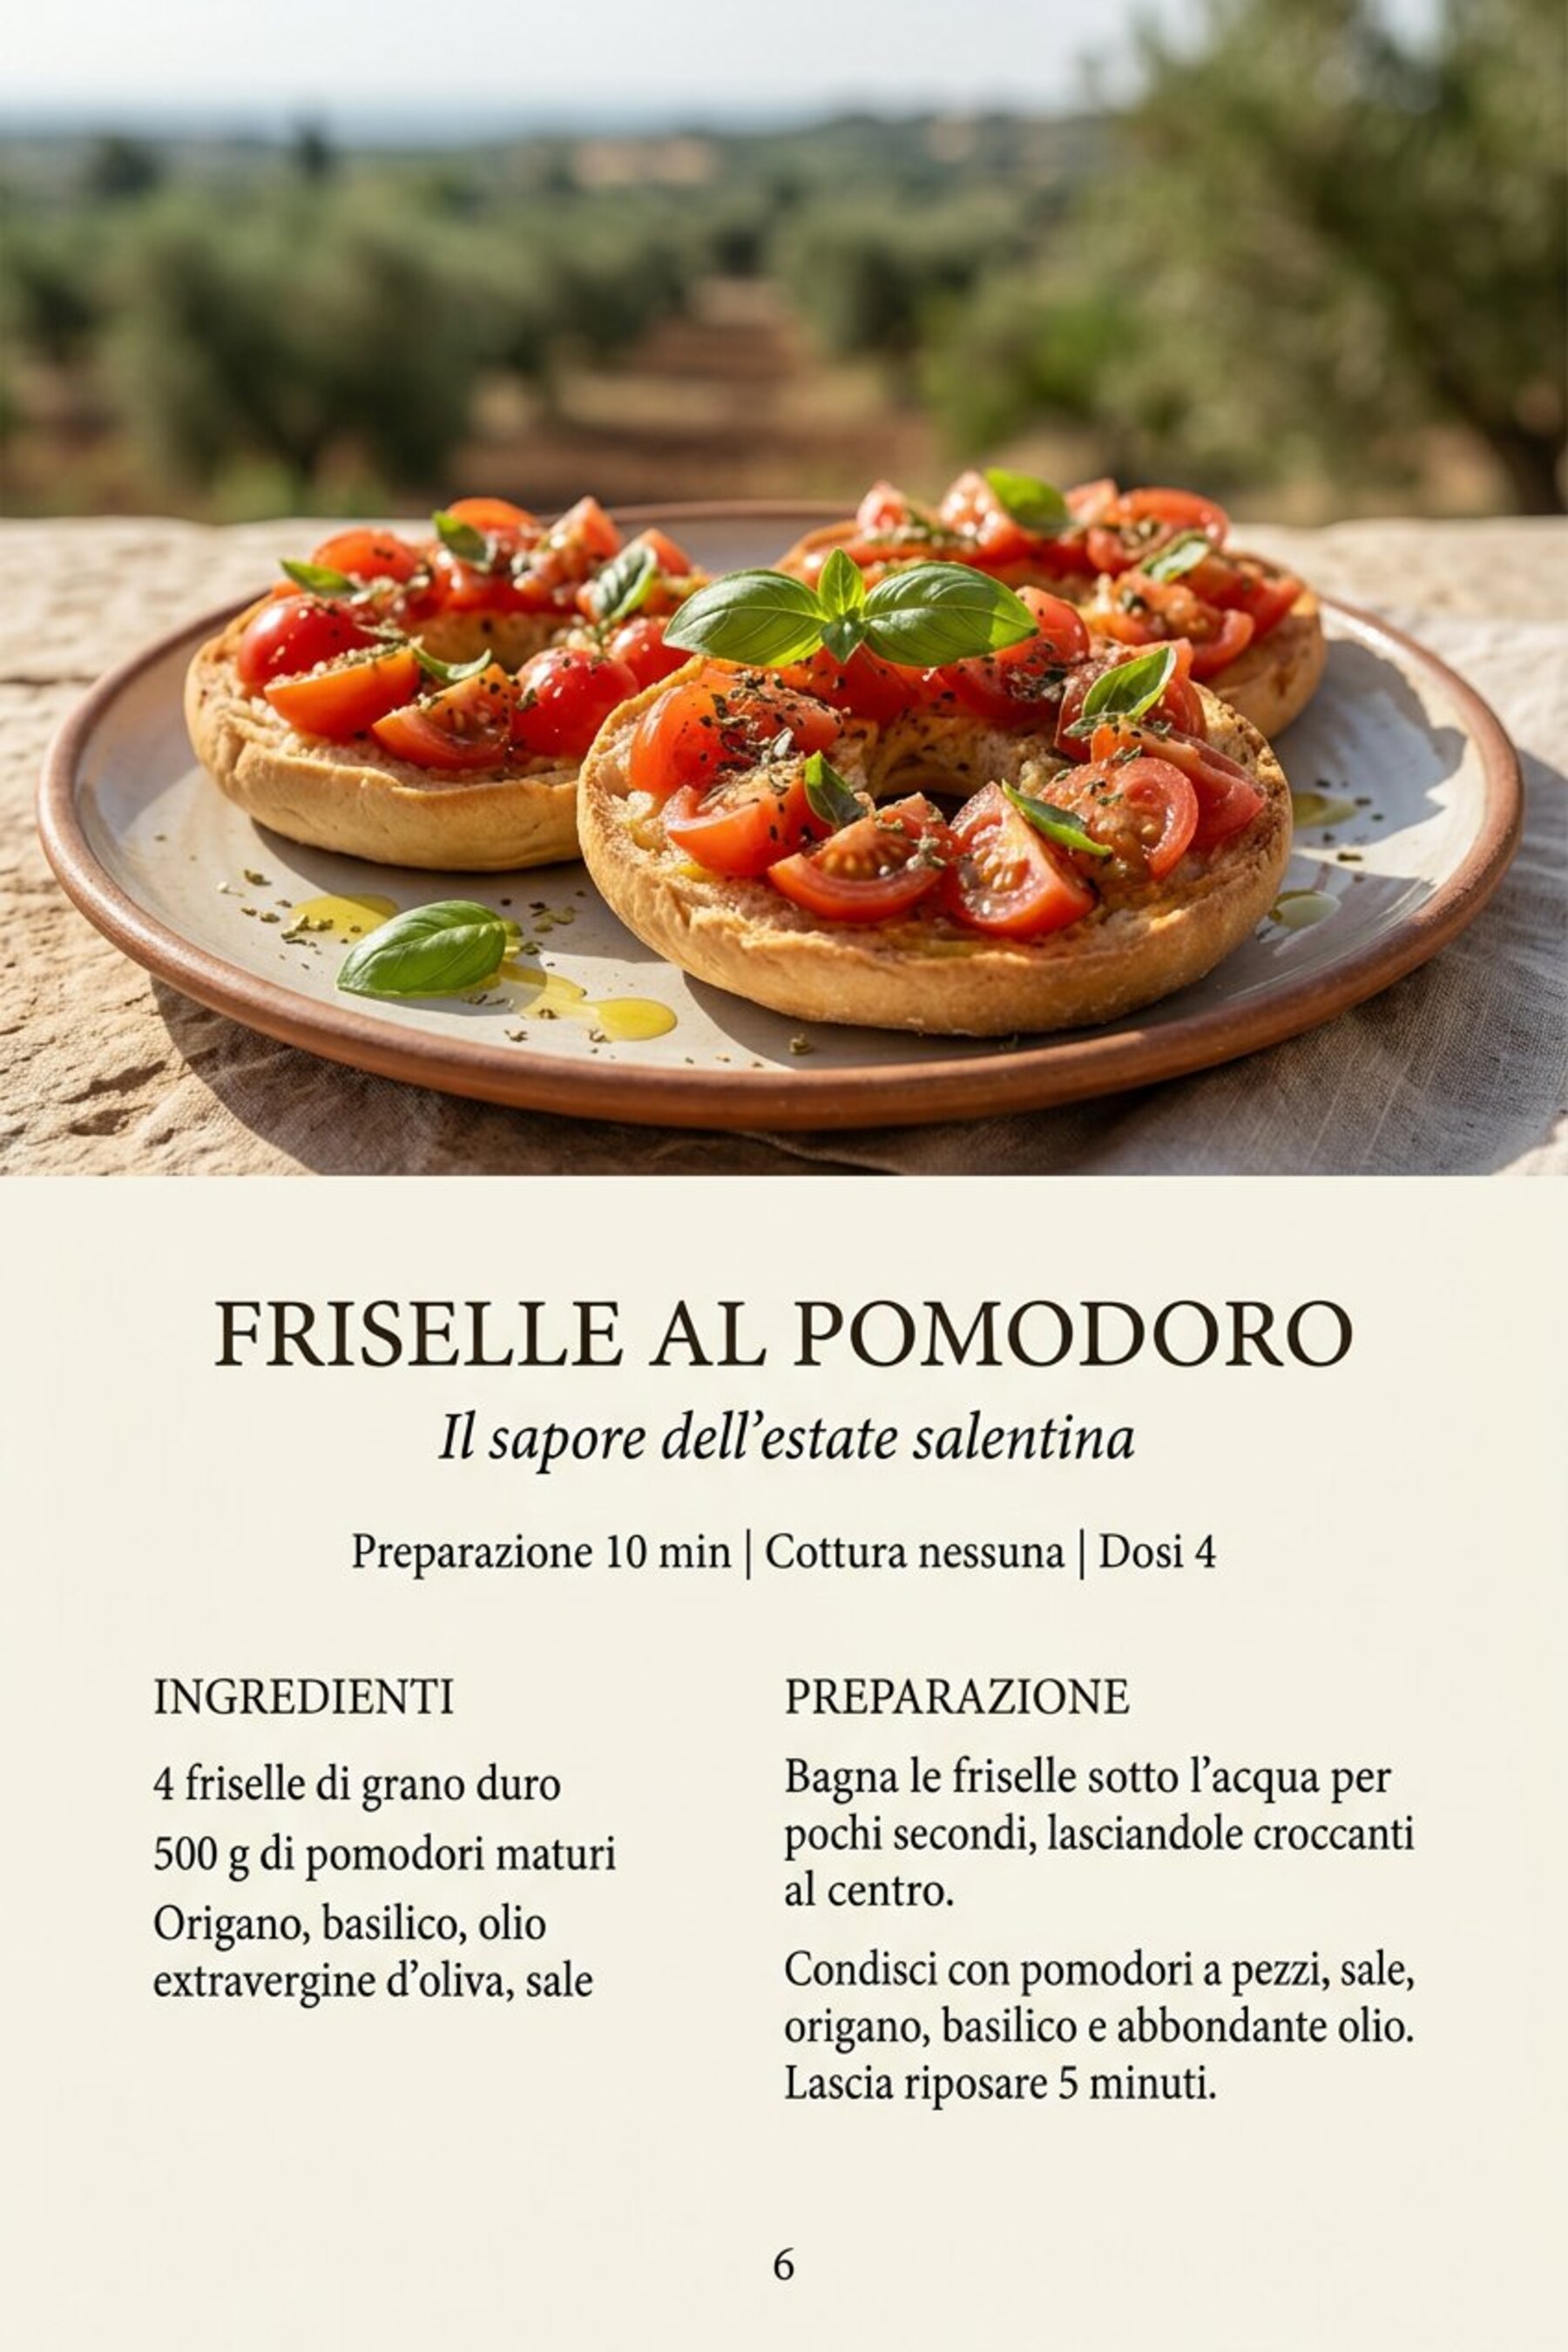 FRISELLE AL POMODORO
Il sapore dell’estate salentina
Preparazione 10 min | Cottura nessuna | Dosi 4
INGREDIENTI
4 friselle di grano duro
500 g di pomodori maturi
Origano, basilico, olio
extravergine d’oliva, sale
PREPARAZIONE
Bagna le friselle sotto l’acqua per
pochi secondi, lasciandole croccanti
al centro.
Condisci con pomodori a pezzi, sale,
origano, basilico e abbondante olio.
Lascia riposare 5 minuti.
6